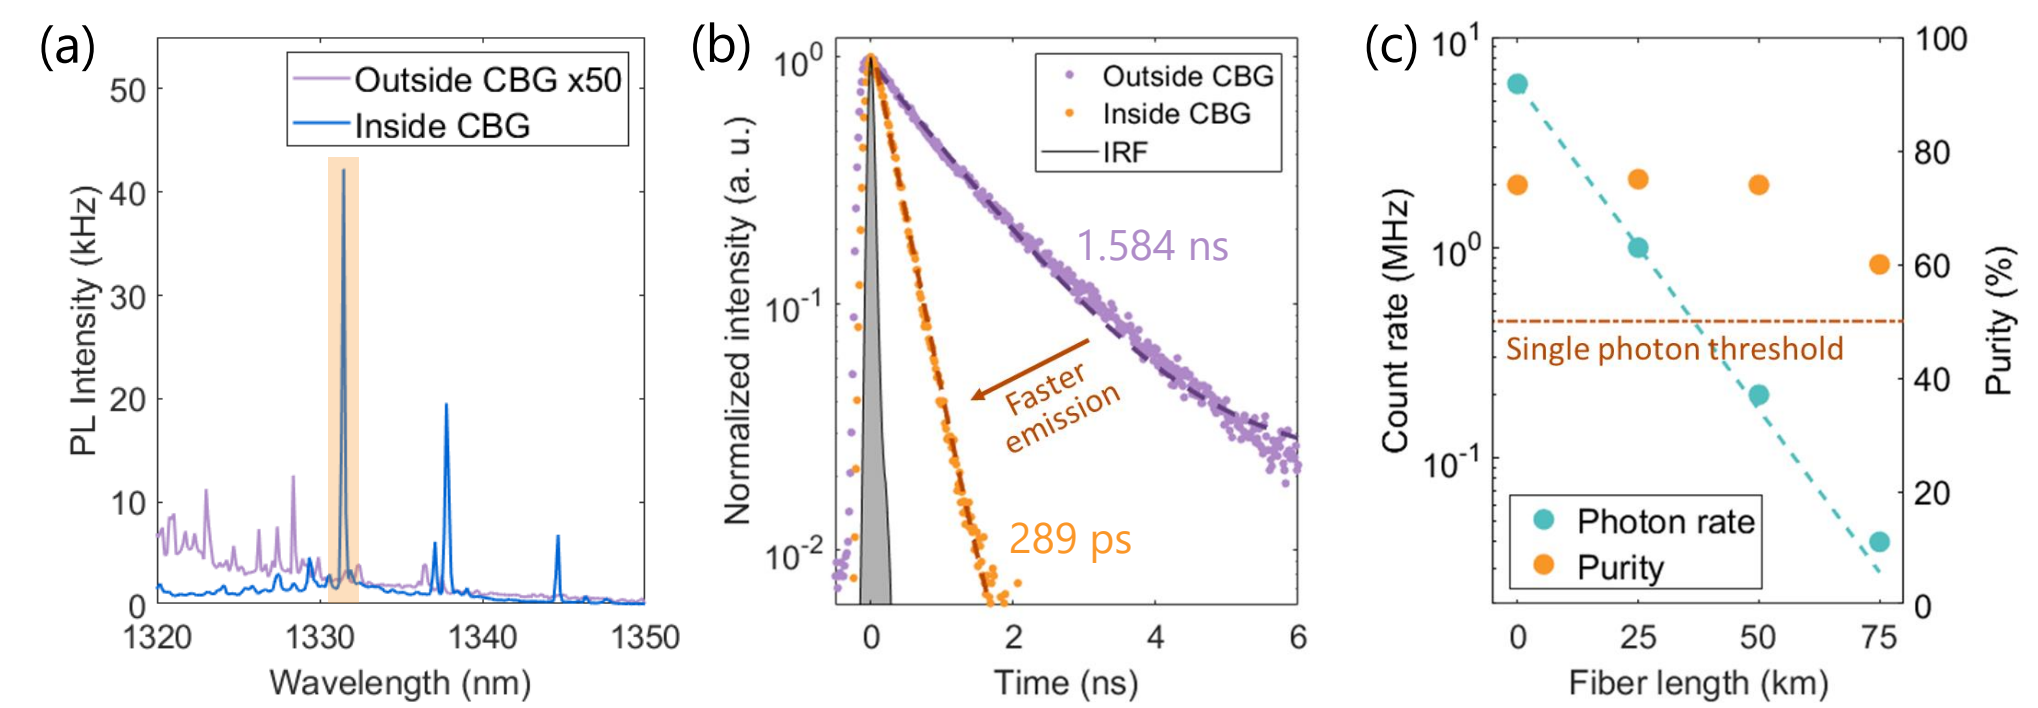 (a)
Outside CBG x50
Inside CBG
50
40
30
20
10
0
PL Intensity (kHz)
1320
1330
1340
1350
Wavelength (nm)
(b)
Outside CBG
Inside CBG
IRF
10^0
10^-1
10^-2
Normalized intensity (a. u.)
1.584 ns
Faster
emission
289 ps
0
2
4
6
Time (ns)
(c)
10^1
10^0
10^-1
Count rate (MHz)
100
80
60
40
20
0
Purity (%)
Single photon threshold
Photon rate
Purity
0
25
50
75
Fiber length (km)